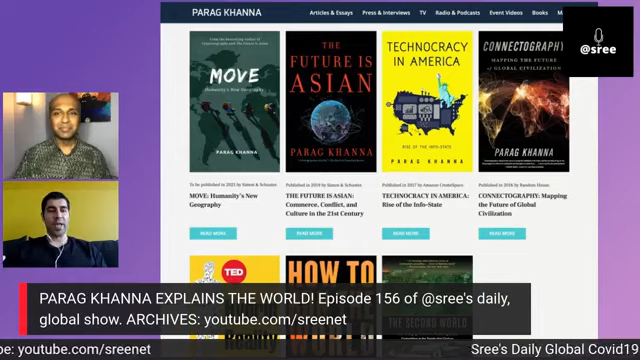 PARAG KHANNA
Articles & Essays
Press & Interviews
TV
Radio & Podcasts
Event Videos
Books
@sree
From the bestselling author of
MOVE
Humanity's New Geography
PARAG KHANNA
THE
FUTURE IS
ASIAN
PARAG KHANNA
TECHNOCRACY
IN AMERICA
RISE OF THE INFO-STATE
PARAG KHANNA
CONNECTOGRAPHY
MAPPING THE FUTURE
OF GLOBAL CIVILIZATION
PARAG KHANNA
To be published in 2021 by Simon & Schuster
MOVE: Humanity's New
Geography
READ MORE
Published in 2019 by Simon & Schuster
THE FUTURE IS ASIAN:
Commerce, Conflict, and
Culture in the 21st Century
READ MORE
Published in 2017 by Amazon CreateSpace
TECHNOCRACY IN AMERICA:
Rise of the Info-State
READ MORE
Published in 2016 by Random House
CONNECTOGRAPHY: Mapping
the Future of Global
Civilization
READ MORE
TED
HOW TO
THE SECOND WORLD
PARAG KHANNA EXPLAINS THE WORLD! Episode 156 of @sree's daily,
global show. ARCHIVES: youtube.com/sreenet
e: youtube.com/sreenet
Sree's Daily Global Covid19